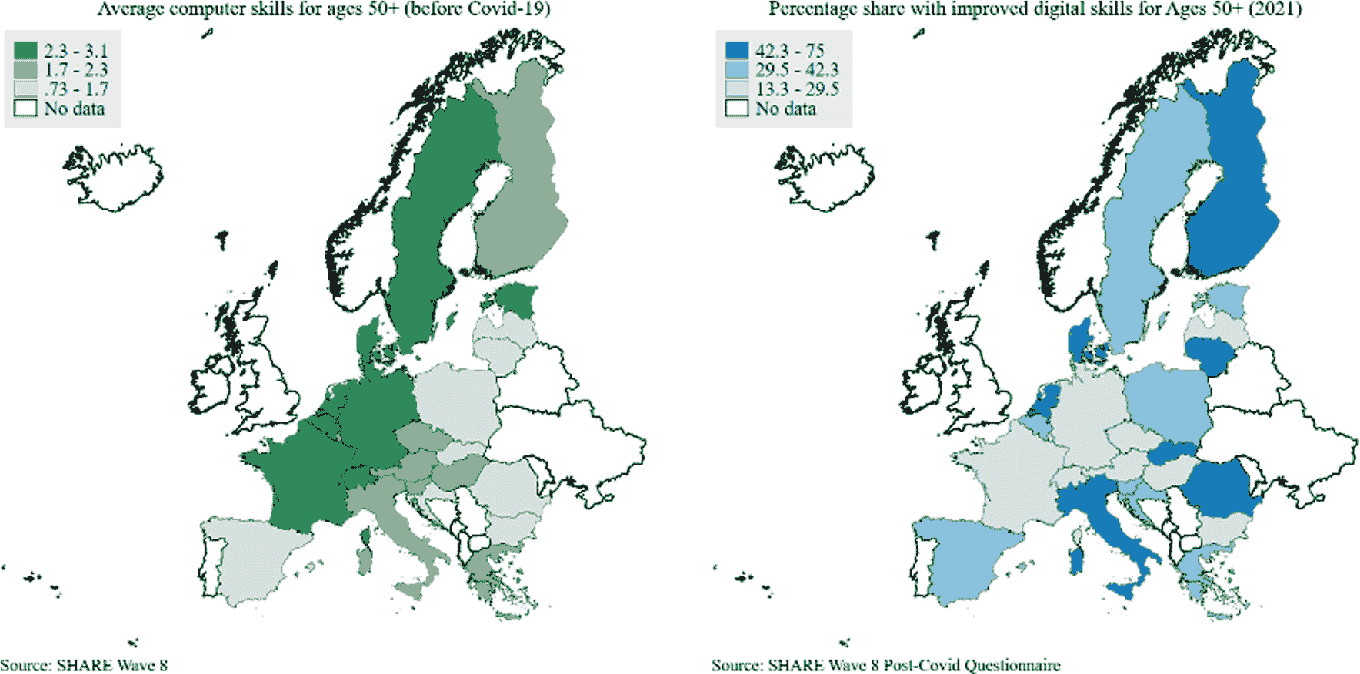 Average computer skills for ages 50+ (before Covid-19)
2.3 - 3.1
1.7 - 2.3
.73 - 1.7
No data
Source: SHARE Wave 8
Percentage share with improved digital skills for Ages 50+ (2021)
42.3 - 75
29.5 - 42.3
13.3 - 29.5
No data
Source: SHARE Wave 8 Post-Covid Questionnaire